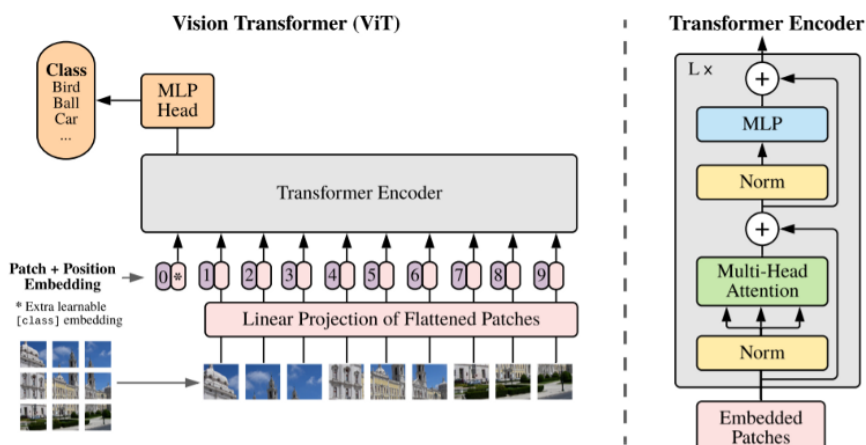 Vision Transformer (ViT)
Class
Bird
Ball
Car
...
MLP
Head
Transformer Encoder
Patch + Position
Embedding
* Extra learnable
[class] embedding
0 * 1 2 3 4 5 6 7 8 9
Linear Projection of Flattened Patches
Transformer Encoder
L ×
+
MLP
Norm
+
Multi-Head
Attention
Norm
Embedded
Patches